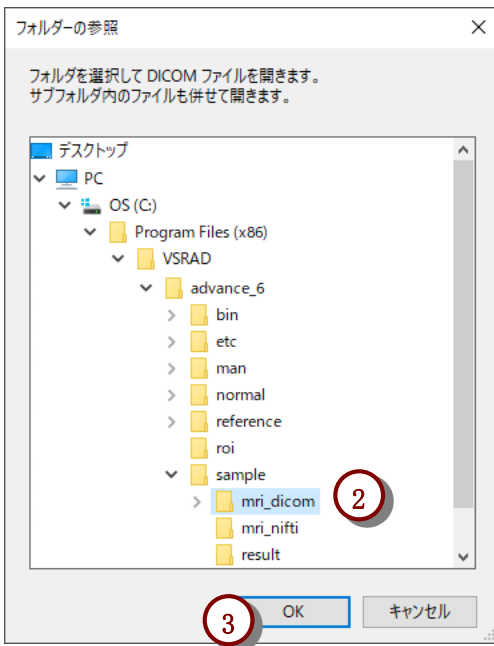 フォルダーの参照
フォルダを選択して DICOM ファイルを開きます。
サブフォルダ内のファイルも併せて開きます。
デスクトップ
PC
OS (C:)
Program Files (x86)
VSRAD
advance_6
bin
etc
man
normal
reference
roi
sample
mri_dicom
2
mri_nifti
result
3
OK
キャンセル